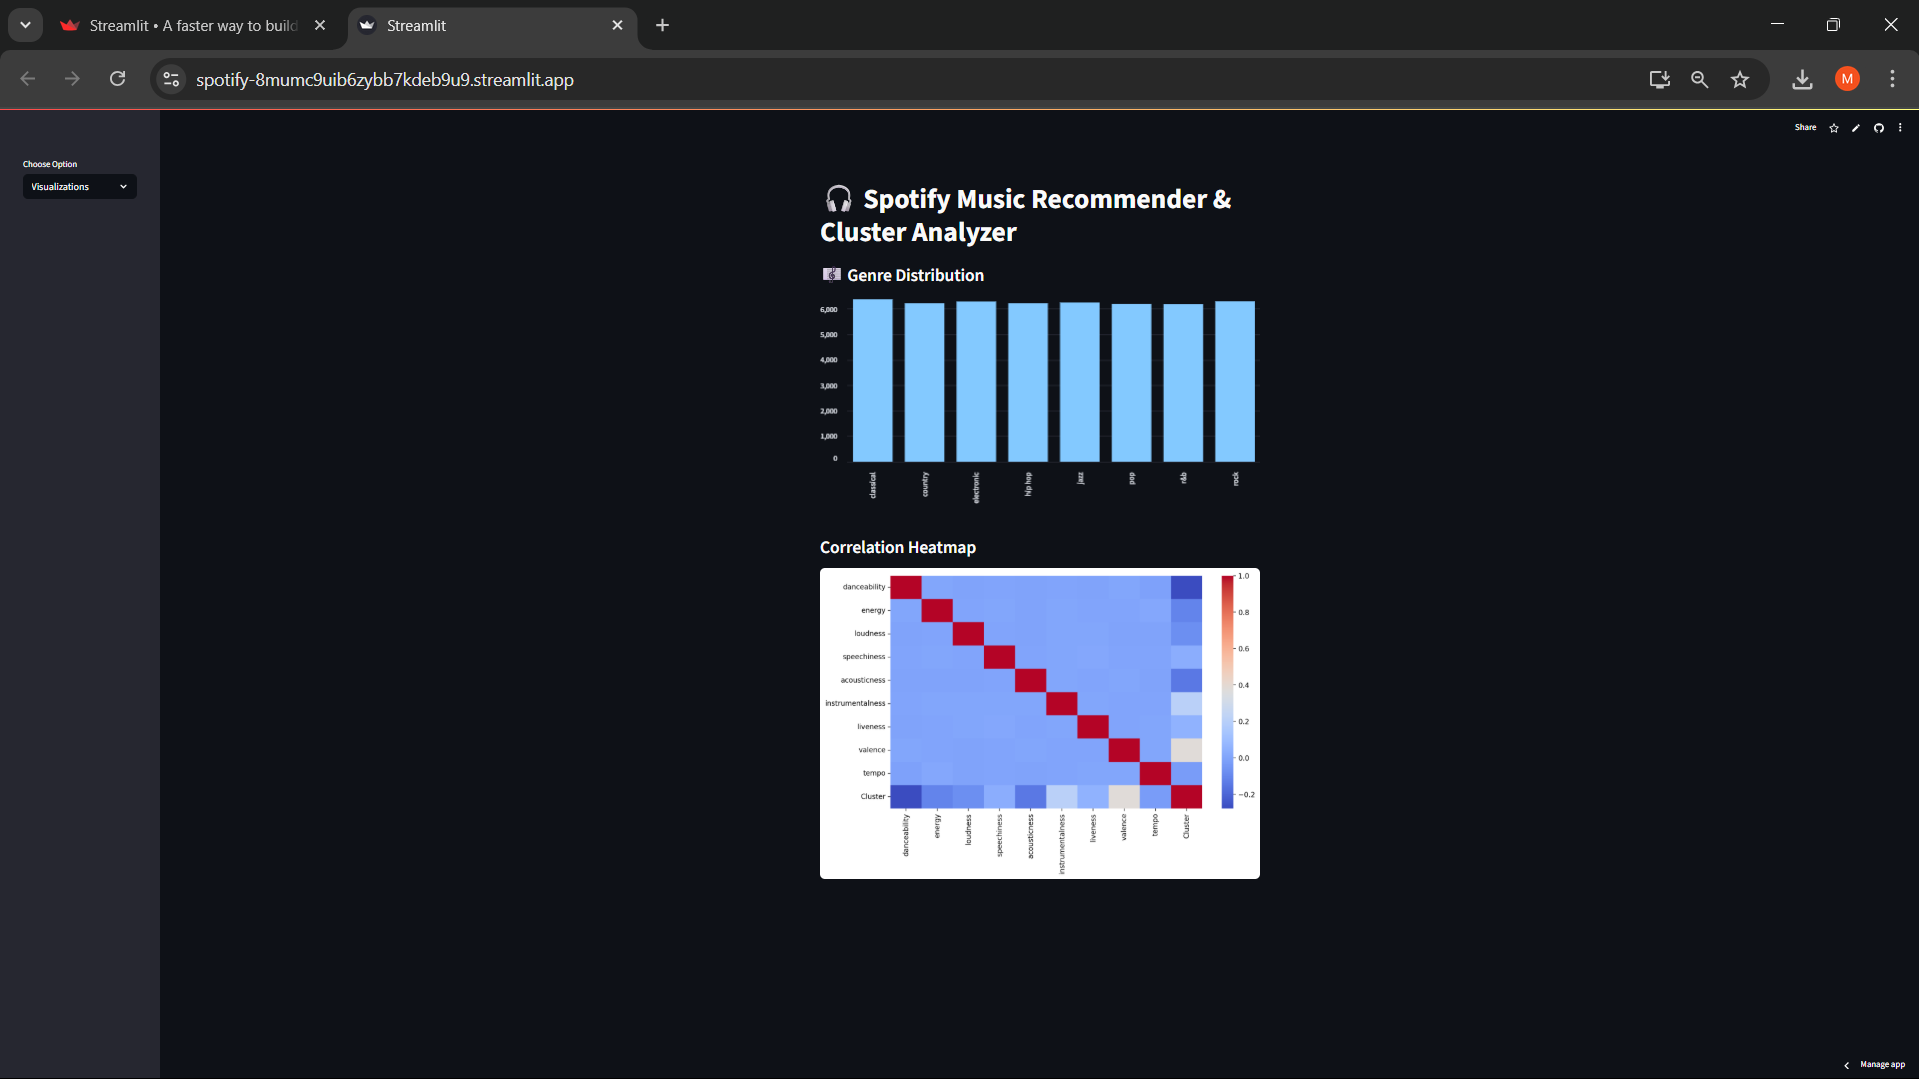 Streamlit • A faster way to build
Streamlit
spotify-8mumc9uib6zybb7kdeb9u9.streamlit.app
M
Share
Choose Option
Visualizations
Spotify Music Recommender &
Cluster Analyzer
Genre Distribution
6,000
5,000
4,000
3,000
2,000
1,000
0
classical
country
electronic
hip hop
jazz
pop
r&b
rock
Correlation Heatmap
danceability
energy
loudness
speechiness
acousticness
instrumentalness
liveness
valence
tempo
Cluster
danceability
energy
loudness
speechiness
acousticness
instrumentalness
liveness
valence
tempo
Cluster
1.0
0.8
0.6
0.4
0.2
0.0
−0.2
Manage app